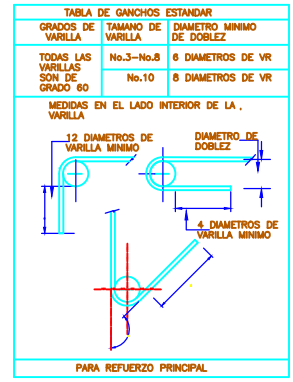 TABLA DE GANCHOS ESTANDAR
GRADOS DE VARILLA
TAMANO DE VARILLA
DIAMETRO MINIMO DE DOBLEZ
TODAS LAS VARILLAS SON DE GRADO 60
No.3-No.8
6 DIAMETROS DE VR
No.10
8 DIAMETROS DE VR
MEDIDAS EN EL LADO INTERIOR DE LA .
VARILLA
12 DIAMETROS DE
VARILLA MINIMO
DIAMETRO DE
DOBLEZ
4 DIAMETROS DE
VARILLA MINIMO
PARA REFUERZO PRINCIPAL